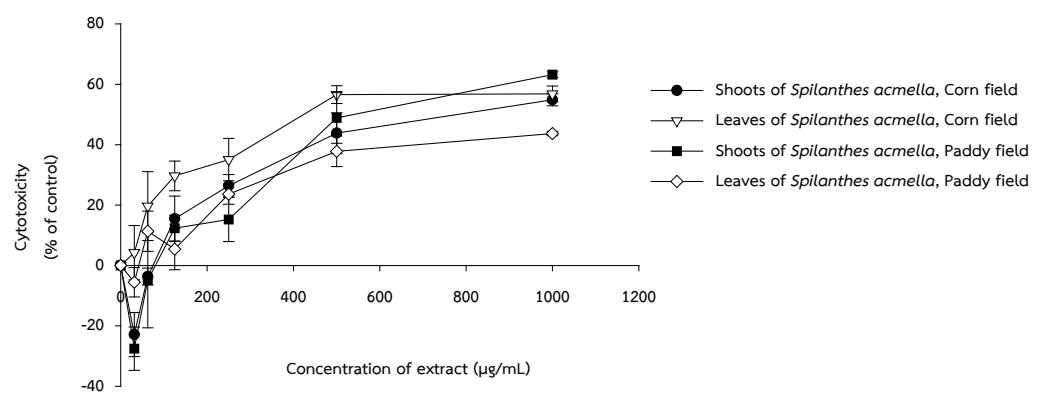 80
60
40
20
0
-20
-40
0
200
400
600
800
1000
1200
Cytotoxicity
(% of control)
Concentration of extract (µg/mL)
Shoots of Spilanthes acmella, Corn field
Leaves of Spilanthes acmella, Corn field
Shoots of Spilanthes acmella, Paddy field
Leaves of Spilanthes acmella, Paddy field